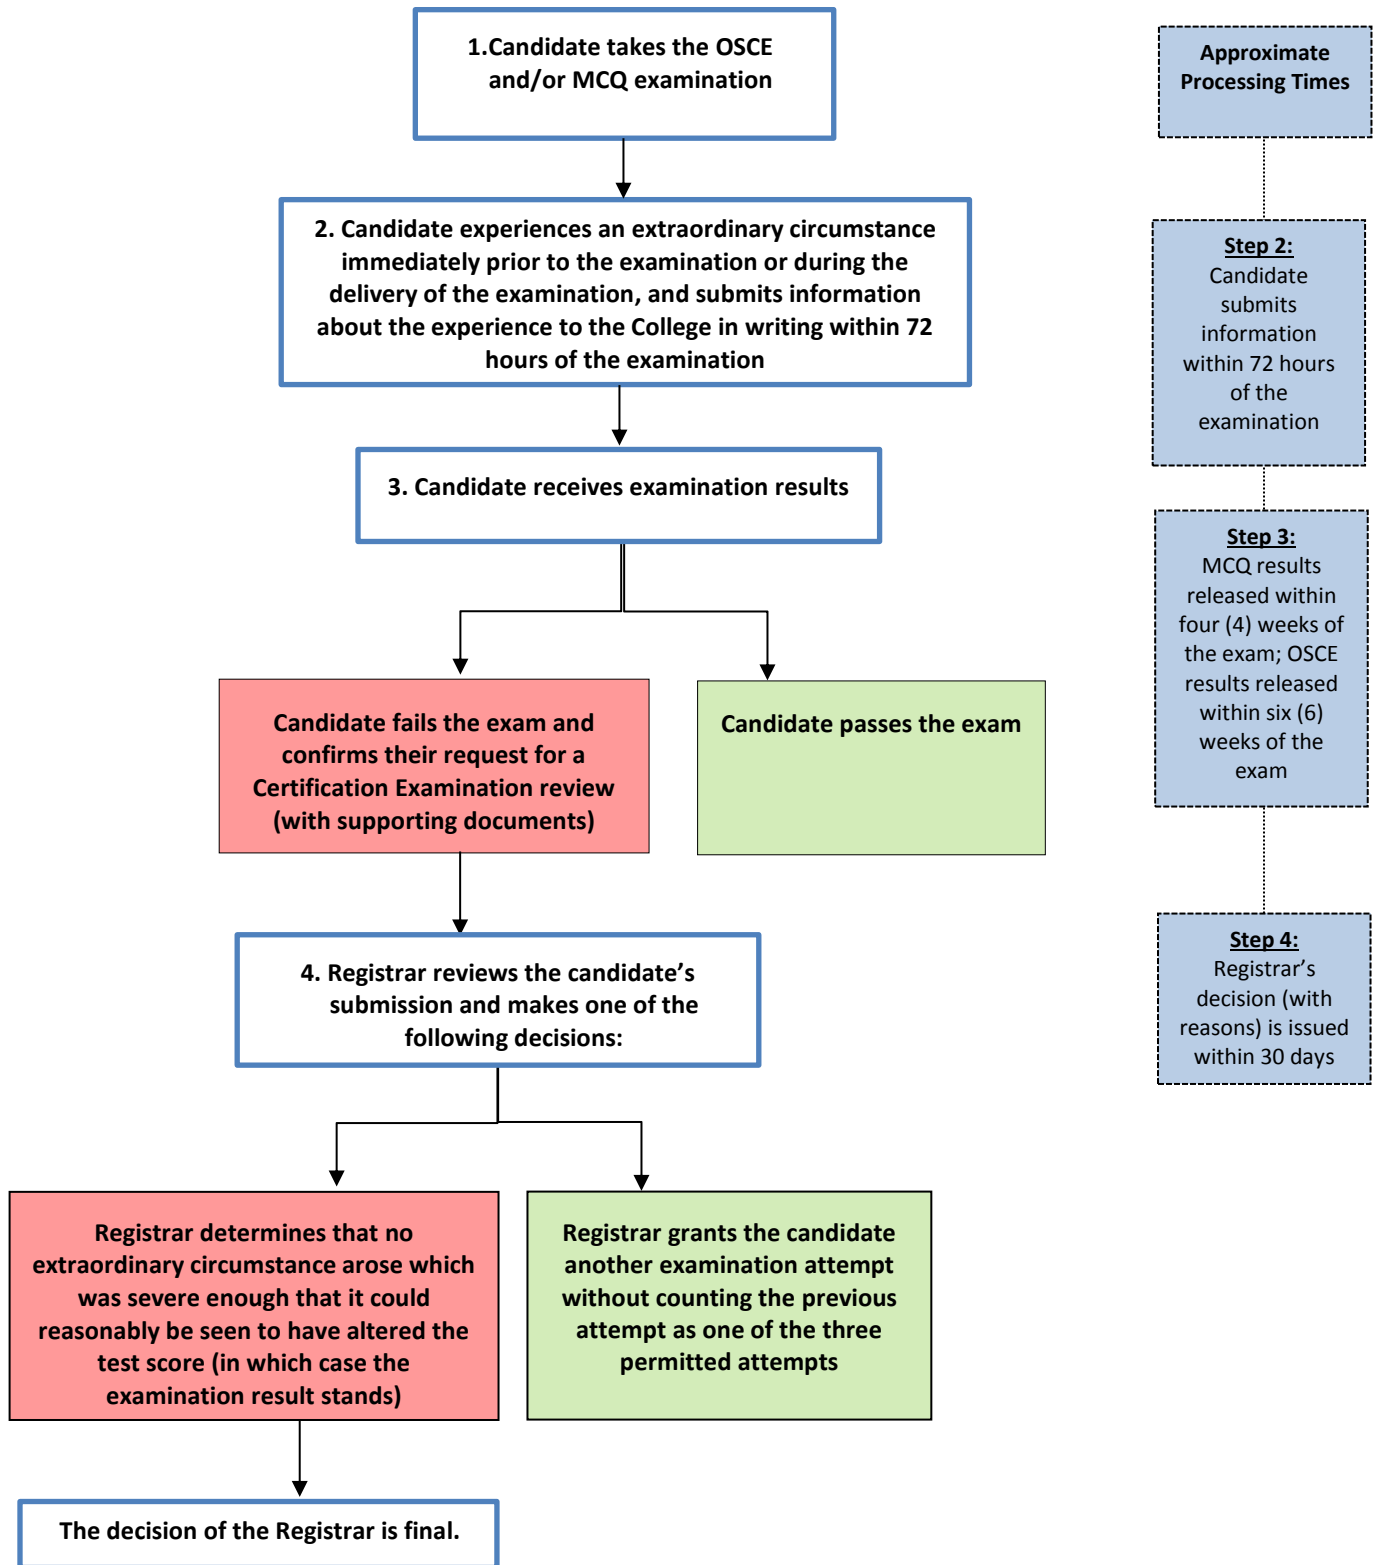 1.Candidate takes the OSCE
and/or MCQ examination
2. Candidate experiences an extraordinary circumstance
immediately prior to the examination or during the
delivery of the examination, and submits information
about the experience to the College in writing within 72
hours of the examination
3. Candidate receives examination results
Candidate fails the exam and
confirms their request for a
Certification Examination review
(with supporting documents)
Candidate passes the exam
4. Registrar reviews the candidate’s
submission and makes one of the
following decisions:
Registrar determines that no
extraordinary circumstance arose which
was severe enough that it could
reasonably be seen to have altered the
test score (in which case the
examination result stands)
Registrar grants the candidate
another examination attempt
without counting the previous
attempt as one of the three
permitted attempts
The decision of the Registrar is final.
Approximate
Processing Times
Step 2:
Candidate
submits
information
within 72 hours
of the
examination
Step 3:
MCQ results
released within
four (4) weeks of
the exam; OSCE
results released
within six (6)
weeks of the
exam
Step 4:
Registrar’s
decision (with
reasons) is issued
within 30 days